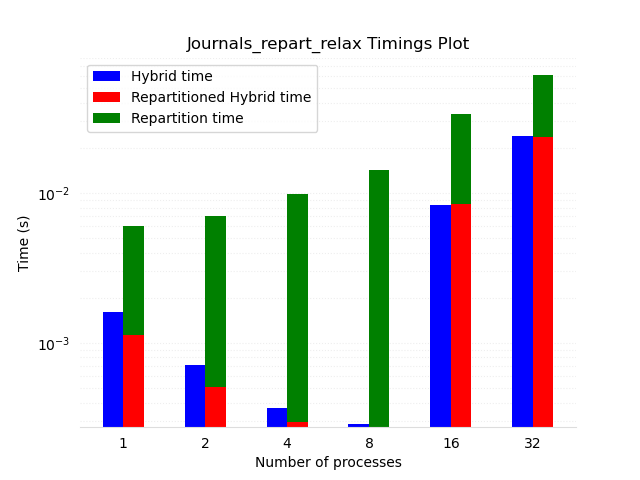 Journals_repart_relax Timings Plot
Hybrid time
Repartitioned Hybrid time
Repartition time
Time (s)
10⁻²
10⁻³
1 2 4 8 16 32
Number of processes